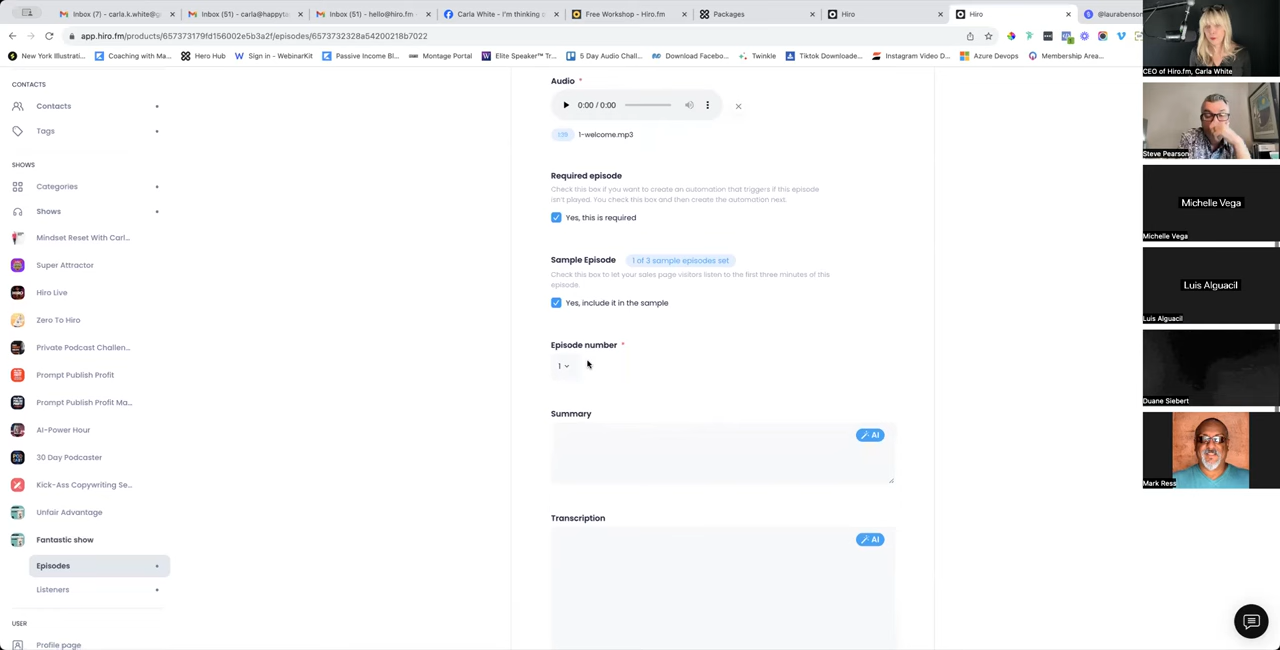 Inbox (7) - carla.k.white@g
Inbox (51) - carla@happyta
Inbox (51) - hello@hiro.fm
Carla White - I'm thinking
Free Workshop - Hiro.fm
Packages
Hiro
Hiro
@laurabenson
app.hiro.fm/products/657373179fd156002e5b3a2f/episodes/6573732328a54200218b7022
New York Illustrati...
Coaching with Ma...
Hero Hub
Sign in - WebinarKit
Passive Income Bl...
Montage Portal
Elite Speaker™ Tr...
5 Day Audio Chall...
Download Facebo...
Twinkle
Tiktok Downloade...
Instagram Video D...
Azure Devops
Membership Area...
CONTACTS
Contacts
Tags
SHOWS
Categories
Shows
Mindset Reset With Carl...
Super Attractor
Hiro Live
Zero To Hiro
Private Podcast Challen...
Prompt Publish Profit
Prompt Publish Profit Ma...
AI-Power Hour
30 Day Podcaster
Kick-Ass Copywriting Se...
Unfair Advantage
Fantastic show
Episodes
Listeners
USER
Profile page
Audio
0:00 / 0:00
1-welcome.mp3
Required episode
Check this box if you want to create an automation that triggers if this episode
isn't played. You check this box and then create the automation next.
Yes, this is required
Sample Episode 1 of 3 sample episodes set
Check this box to let your sales page visitors listen to the first three minutes of this
episode.
Yes, include it in the sample
Episode number *
1
Summary
AI
Transcription
AI
CEO of Hiro.fm, Carla White
Steve Pearson
Michelle Vega
Michelle Vega
Luis Alguacil
Luis Alguacil
Duane Siebert
Mark Ress